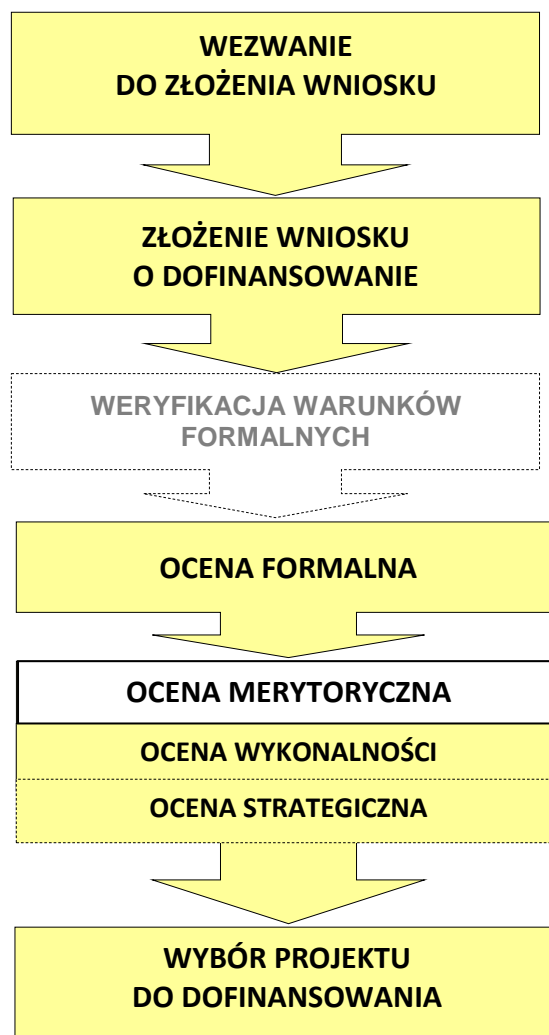 WEZWANIE
DO ZŁOŻENIA WNIOSKU
ZŁOŻENIE WNIOSKU
O DOFINANSOWANIE
WERYFIKACJA WARUNKÓW
FORMALNYCH
OCENA FORMALNA
OCENA MERYTORYCZNA
OCENA WYKONALNOŚCI
OCENA STRATEGICZNA
WYBÓR PROJEKTU
DO DOFINANSOWANIA